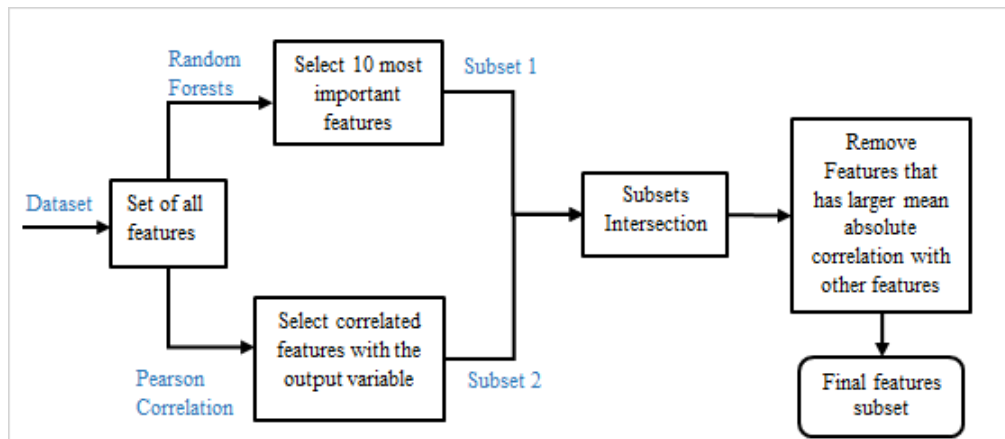 Dataset
Set of all
features
Random
Forests
Select 10 most
important
features
Subset 1
Pearson
Correlation
Select correlated
features with the
output variable
Subset 2
Subsets
Intersection
Remove
Features that
has larger mean
absolute
correlation with
other features
Final features
subset